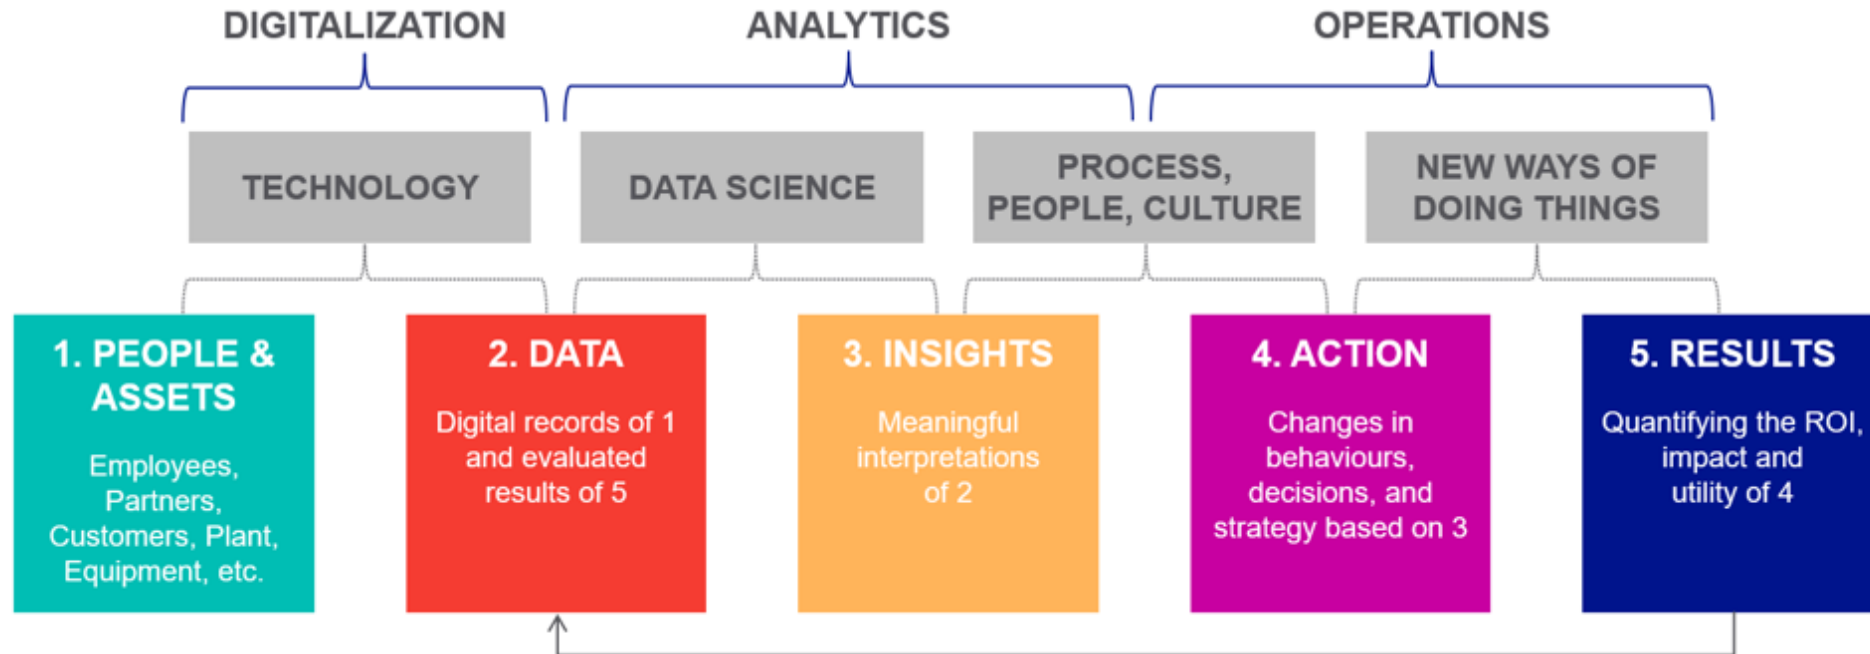 DIGITALIZATION
ANALYTICS
OPERATIONS
TECHNOLOGY
DATA SCIENCE
PROCESS,
PEOPLE, CULTURE
NEW WAYS OF
DOING THINGS
1. PEOPLE &
ASSETS
Employees,
Partners,
Customers, Plant,
Equipment, etc.
2. DATA
Digital records of 1
and evaluated
results of 5
3. INSIGHTS
Meaningful
interpretations
of 2
4. ACTION
Changes in
behaviours,
decisions, and
strategy based on 3
5. RESULTS
Quantifying the ROI,
impact and
utility of 4